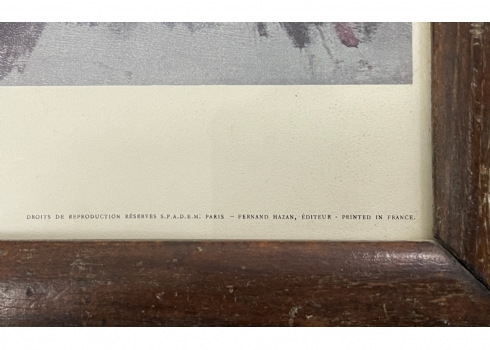 DROITS DE REPRODUCTION RÉSERVÉS S.P.A.D.E.M. PARIS — FERNAND HAZAN, ÉDITEUR - PRINTED IN FRANCE.